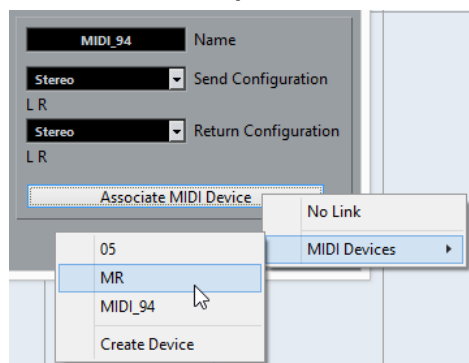 MIDI_94 Name
Stereo Send Configuration
L R
Stereo Return Configuration
L R
Associate MIDI Device
No Link
MIDI Devices
05
MR
MIDI_94
Create Device